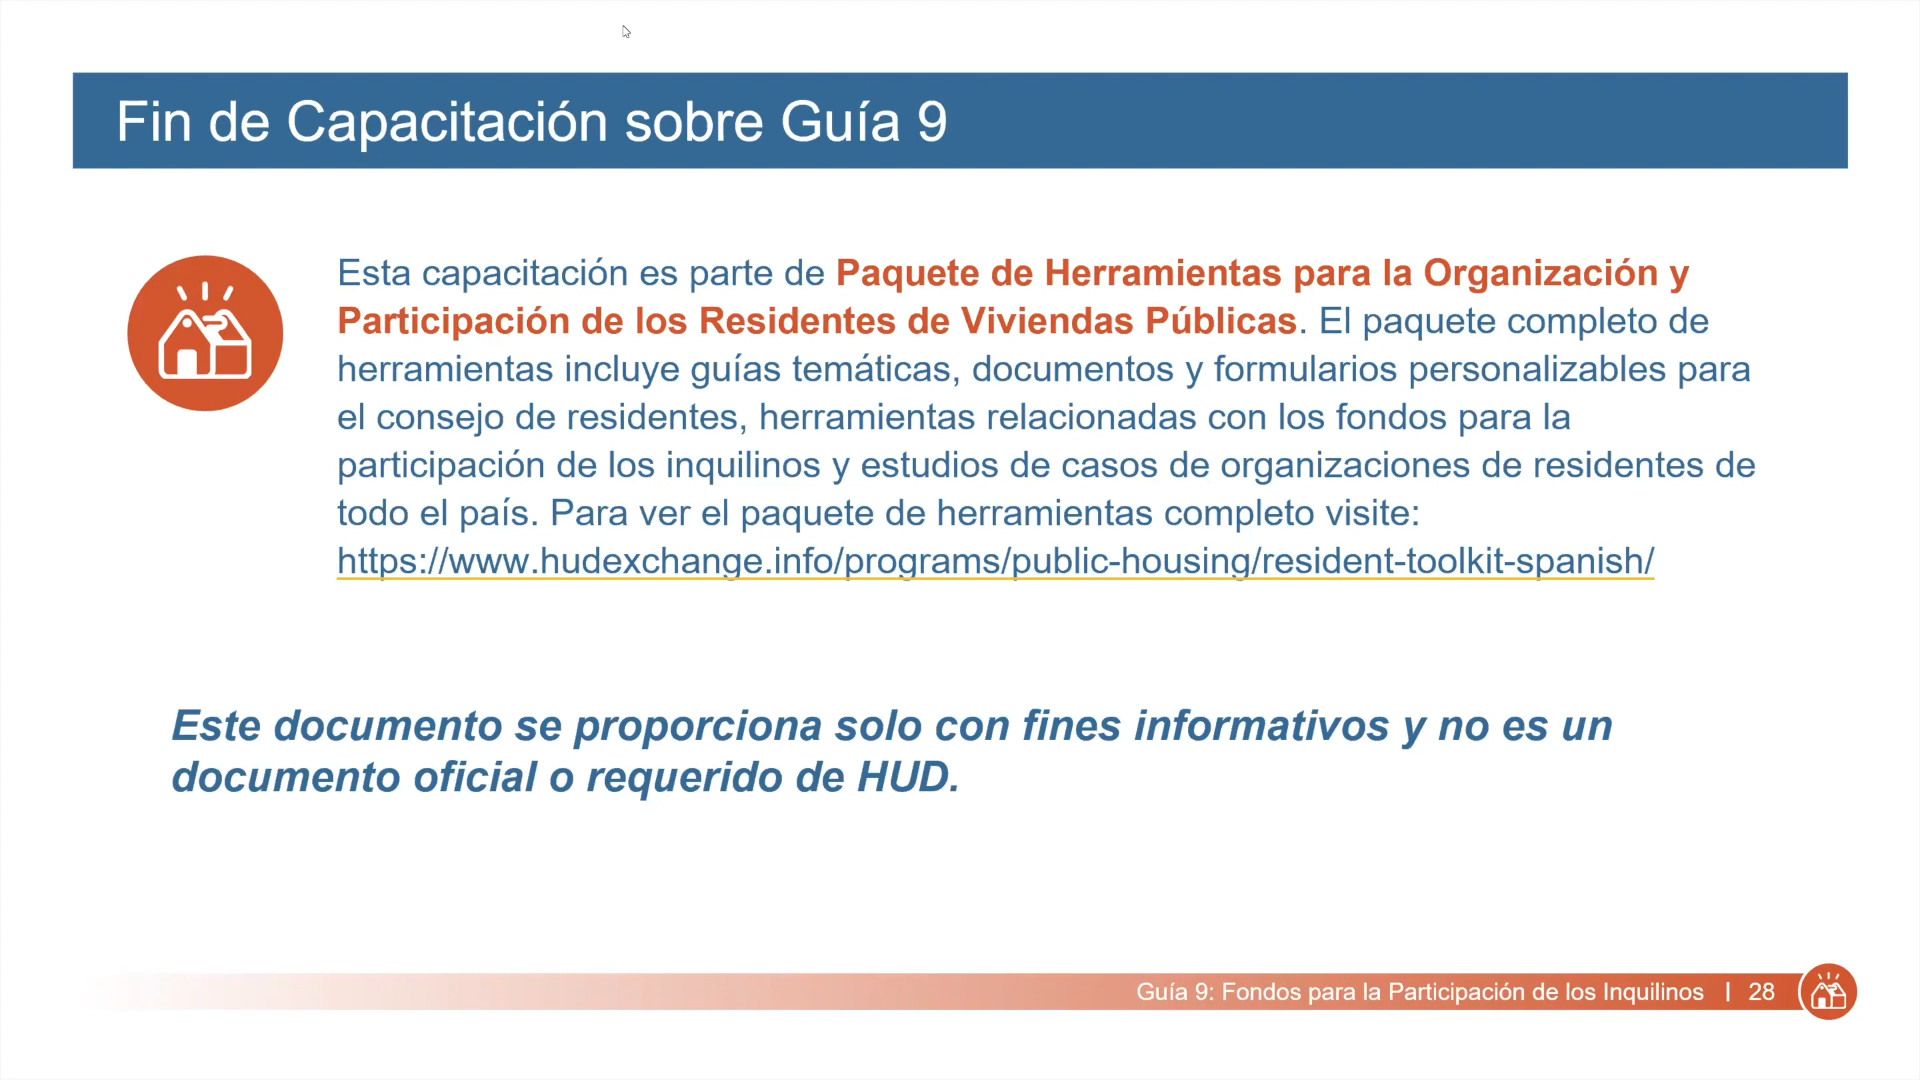 Fin de Capacitación sobre Guía 9
Esta capacitación es parte de Paquete de Herramientas para la Organización y
Participación de los Residentes de Viviendas Públicas. El paquete completo de
herramientas incluye guías temáticas, documentos y formularios personalizables para
el consejo de residentes, herramientas relacionadas con los fondos para la
participación de los inquilinos y estudios de casos de organizaciones de residentes de
todo el país. Para ver el paquete de herramientas completo visite:
https://www.hudexchange.info/programs/public-housing/resident-toolkit-spanish/
Este documento se proporciona solo con fines informativos y no es un
documento oficial o requerido de HUD.
Guía 9: Fondos para la Participación de los Inquilinos | 28